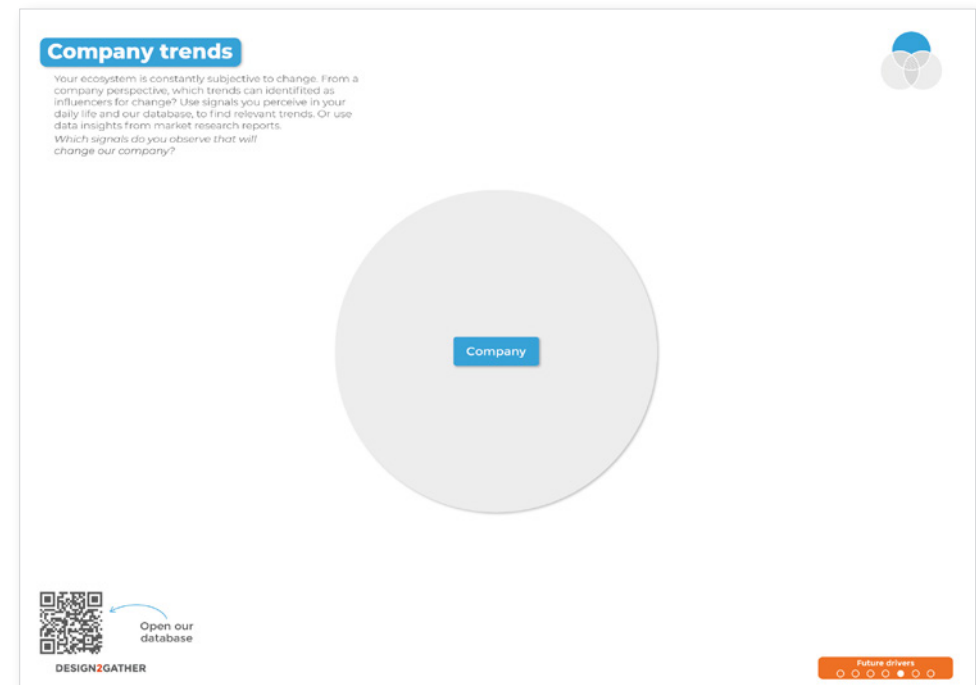 Company trends
Your ecosystem is constantly subjective to change. From a
company perspective, which trends can identifited as
influencers for change? Use signals you perceive in your
daily life and our database, to find relevant trends. Or use
data insights from market research reports.
Which signals do you observe that will
change our company?
Company
Open our
database
DESIGN2GATHER
Future drivers